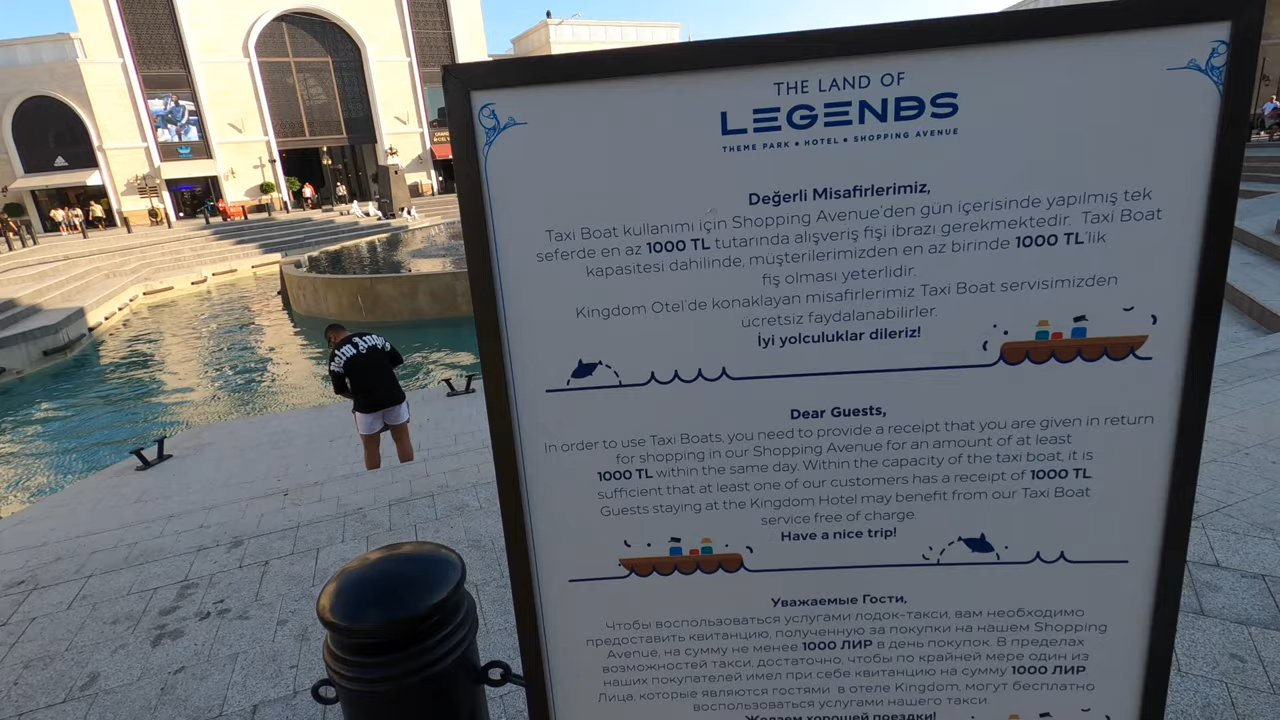 THE LAND OF
LEGENDS
THEME PARK • HOTEL • SHOPPING AVENUE
Değerli Misafirlerimiz,
Taxi Boat kullanımı için Shopping Avenue'den gün içerisinde yapılmış tek
seferde en az 1000 TL tutarında alışveriş fişi ibrazı gerekmektedir. Taxi Boat
kapasitesi dahilinde, müşterilerimizden en az birinde 1000 TL'lik
fiş olması yeterlidir.
Kingdom Otel'de konaklayan misafirlerimiz Taxi Boat servisimizden
ücretsiz faydalanabilirler.
İyi yolculuklar dileriz!
Dear Guests,
In order to use Taxi Boats, you need to provide a receipt that you are given in return
for shopping in our Shopping Avenue for an amount of at least
1000 TL within the same day. Within the capacity of the taxi boat, it is
sufficient that at least one of our customers has a receipt of 1000 TL
Guests staying at the Kingdom Hotel may benefit from our Taxi Boat
service free of charge.
Have a nice trip!
Уважаемые Гости,
Чтобы воспользоваться услугами лодок-такси, вам необходимо
предоставить квитанцию, полученную за покупки на нашем Shopping
Avenue, на сумму не менее 1000 ЛИР в день покупок. В пределах
возможностей такси, достаточно, чтобы по крайней мере один из
наших покупателей имел при себе квитанцию на сумму 1000 ЛИР
Лица, которые являются гостями в отеле Kingdom, могут бесплатно
воспользоваться услугами нашего такси.
Желаем хорошей поездки!
Palm Angels